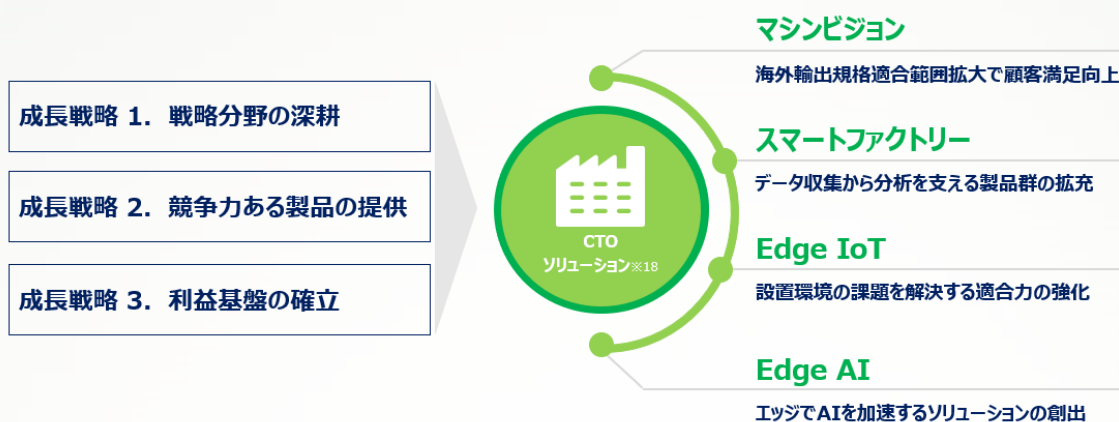 成長戦略 1. 戦略分野の深耕
成長戦略 2. 競争力ある製品の提供
成長戦略 3. 利益基盤の確立
CTO
ソリューション※18
マシンビジョン
海外輸出規格適合範囲拡大で顧客満足向上
スマートファクトリー
データ収集から分析を支える製品群の拡充
Edge IoT
設置環境の課題を解決する適合力の強化
Edge AI
エッジでAIを加速するソリューションの創出